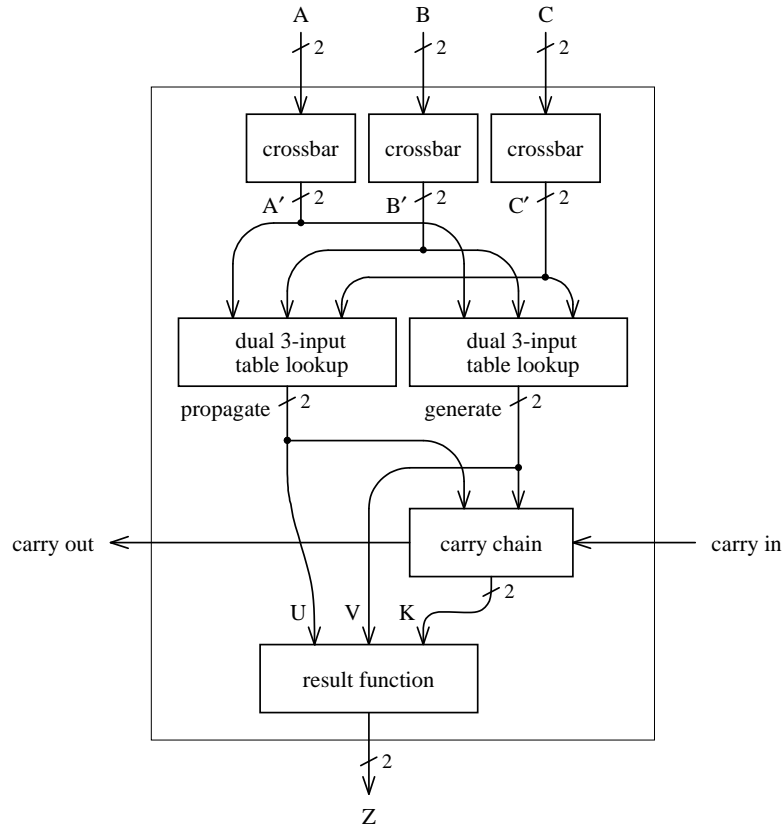 A B C
2 2 2
crossbar crossbar crossbar
A′ 2 B′ 2 C′ 2
dual 3-input dual 3-input
table lookup table lookup
propagate 2 generate 2
carry out carry chain carry in
2
U V K
result function
2
Z